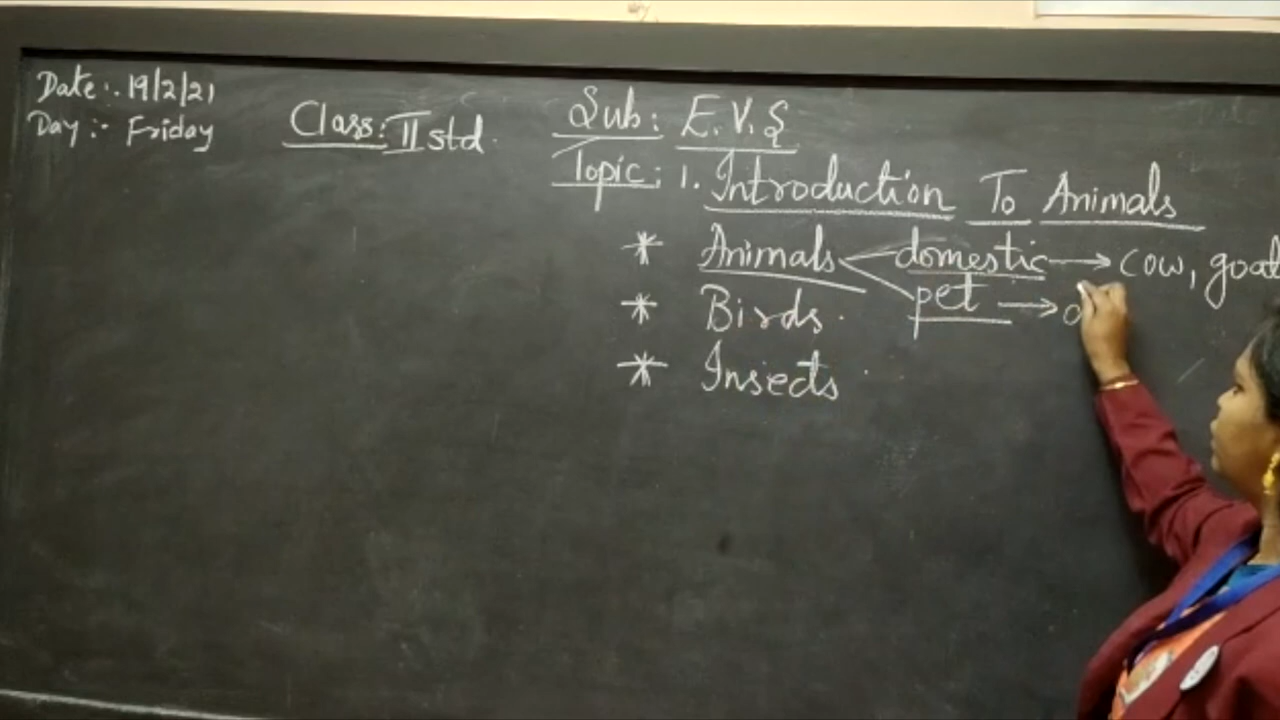 Date :- 19/2/21
Day :- Friday
Class: II std.
Sub: E.V.S
Topic: 1. Introduction To Animals
* Animals domestic → cow, goat
pet →
* Birds.
* Insects